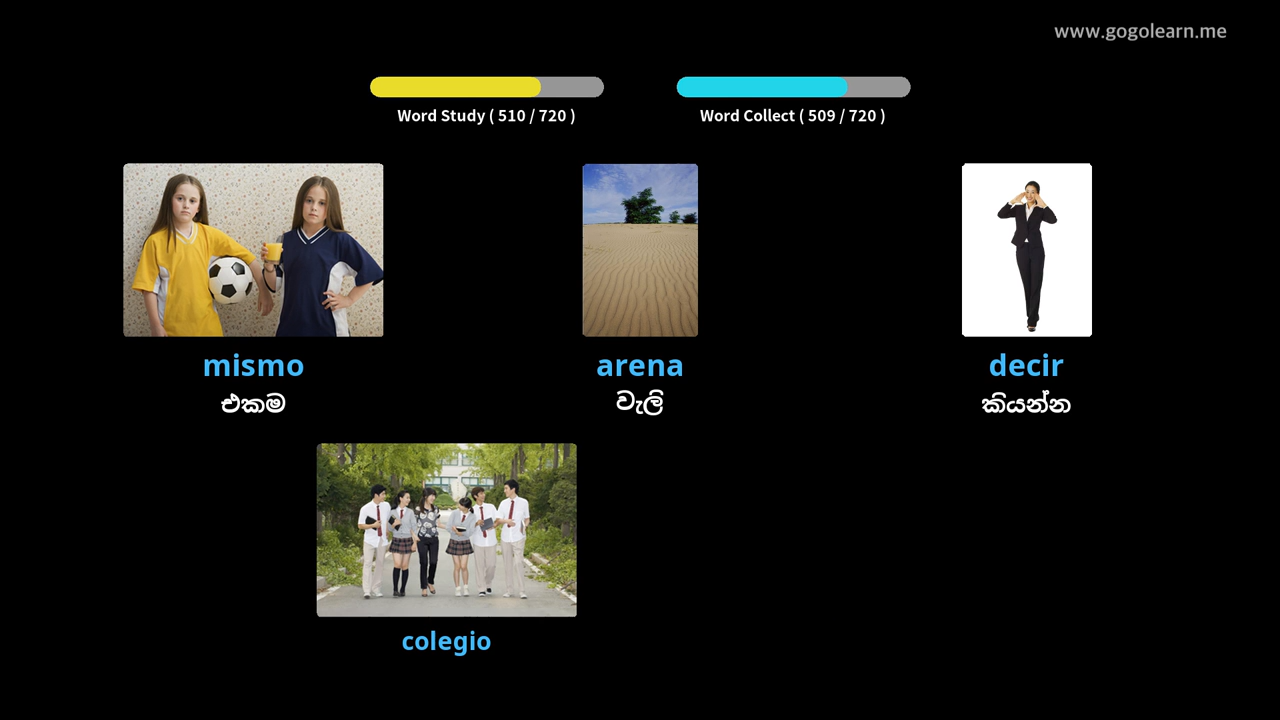 www.gogolearn.me
Word Study ( 510 / 720 )
Word Collect ( 509 / 720 )
mismo
arena
decir
එකම
වැලි
කියන්න
colegio